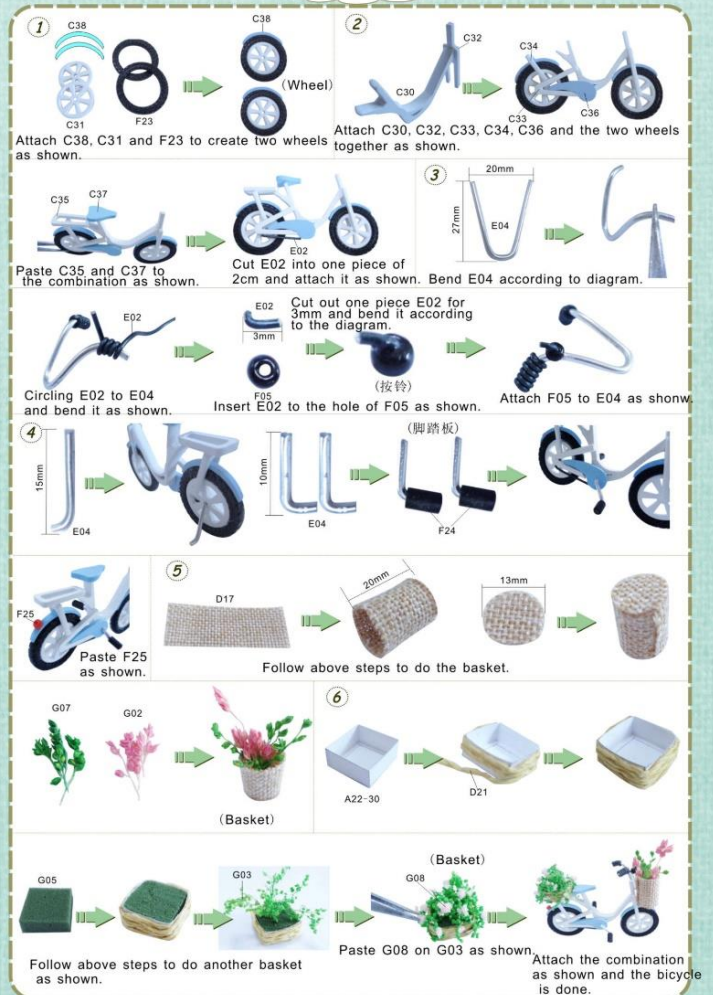 1
C38
C31
F23
C38
(Wheel)
Attach C38, C31 and F23 to create two wheels
as shown.
2
C32
C30
C34
C33
C36
Attach C30, C32, C33, C34, C36 and the two wheels
together as shown.
C35
C37
Paste C35 and C37 to
the combination as shown.
E02
Cut E02 into one piece of
2cm and attach it as shown.
3
20mm
27mm
E04
Bend E04 according to diagram.
E02
Circling E02 to E04
and bend it as shown.
E02
3mm
F05
Cut out one piece E02 for
3mm and bend it according
to the diagram.
(按铃)
Insert E02 to the hole of F05 as shown.
Attach F05 to E04 as shonw.
4
15mm
E04
10mm
E04
(脚踏板)
F24
F25
Paste F25
as shown.
5
D17
20mm
13mm
Follow above steps to do the basket.
G07
G02
(Basket)
6
A22-30
D21
G05
G03
Follow above steps to do another basket
as shown.
(Basket)
G08
Paste G08 on G03 as shown.
Attach the combination
as shown and the bicycle
is done.